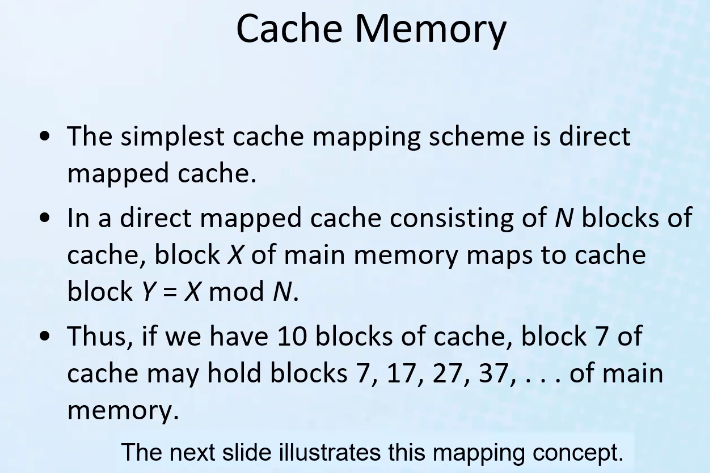 Cache Memory
• The simplest cache mapping scheme is direct
mapped cache.
• In a direct mapped cache consisting of N blocks of
cache, block X of main memory maps to cache
block Y = X mod N.
• Thus, if we have 10 blocks of cache, block 7 of
cache may hold blocks 7, 17, 27, 37, . . . of main
memory.
The next slide illustrates this mapping concept.